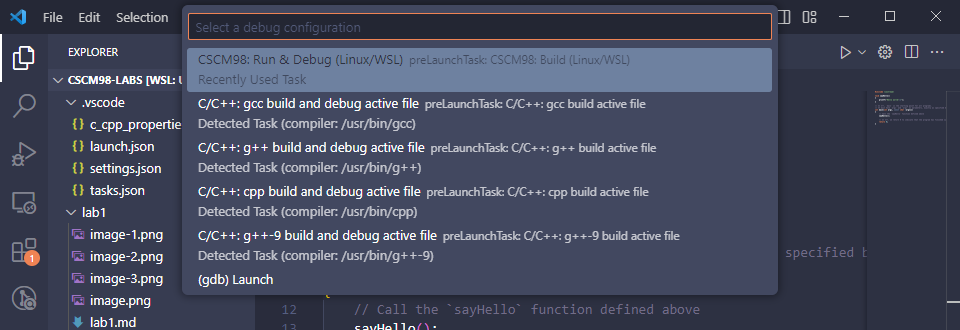 File Edit Selection
Select a debug configuration
EXPLORER
CSCM98-LABS [WSL: U
.vscode
c_cpp_propertie
launch.json
settings.json
tasks.json
lab1
image-1.png
image-2.png
image-3.png
image.png
lab1.md
1
CSCM98: Run & Debug (Linux/WSL) preLaunchTask: CSCM98: Build (Linux/WSL)
Recently Used Task
C/C++: gcc build and debug active file preLaunchTask: C/C++: gcc build active file
Detected Task (compiler: /usr/bin/gcc)
C/C++: g++ build and debug active file preLaunchTask: C/C++: g++ build active file
Detected Task (compiler: /usr/bin/g++)
C/C++: cpp build and debug active file preLaunchTask: C/C++: cpp build active file
Detected Task (compiler: /usr/bin/cpp)
C/C++: g++-9 build and debug active file preLaunchTask: C/C++: g++-9 build active file
Detected Task (compiler: /usr/bin/g++-9)
(gdb) Launch
specified b
12 // Call the `sayHello` function defined above
13 sayHello();